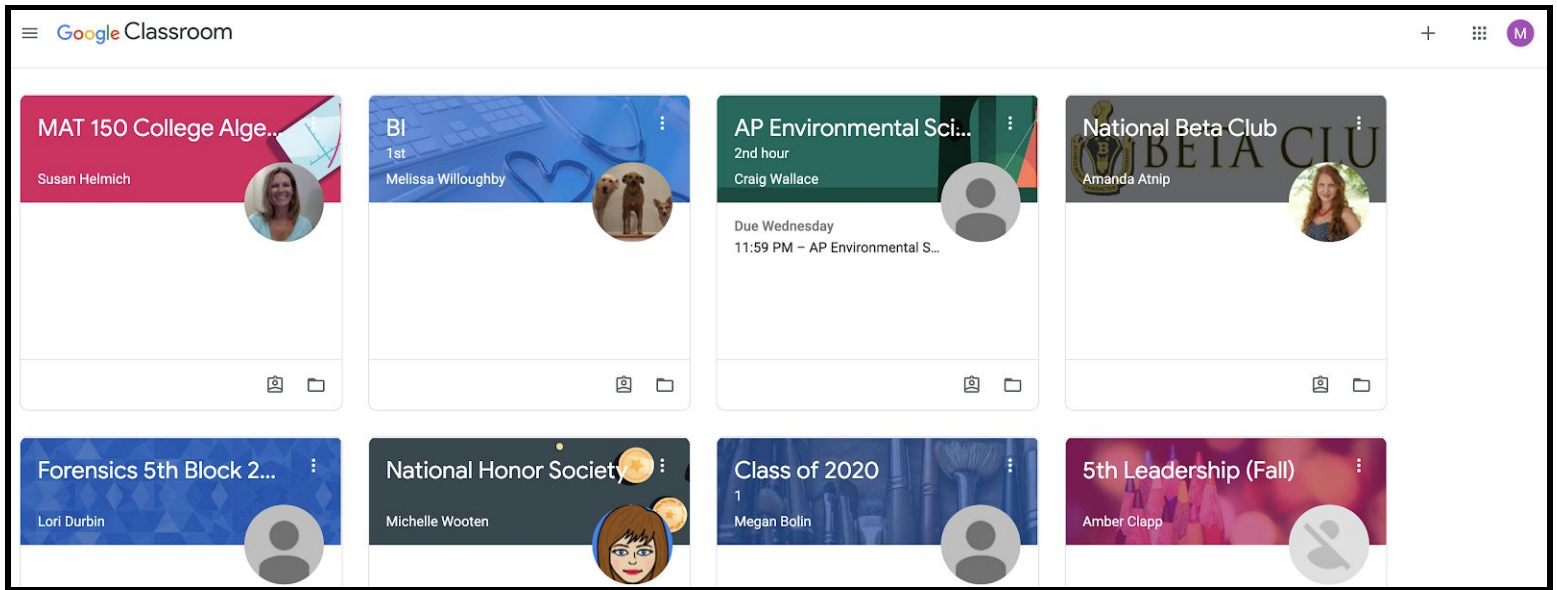 Google Classroom
M
MAT 150 College Alge...
Susan Helmich
BI
1st
Melissa Willoughby
AP Environmental Sci...
2nd hour
Craig Wallace
Due Wednesday
11:59 PM – AP Environmental S...
National Beta Club
BETA CLU
B
Amanda Atnip
Forensics 5th Block 2...
Lori Durbin
National Honor Society
Michelle Wooten
Class of 2020
1
Megan Bolin
5th Leadership (Fall)
Amber Clapp